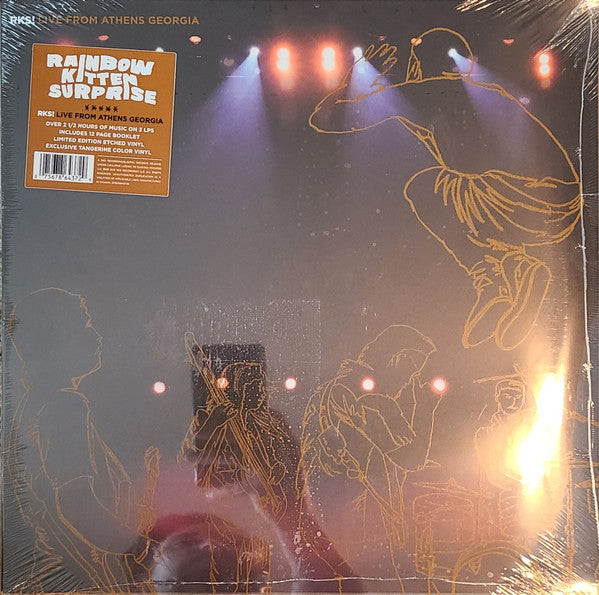 RKS! LIVE FROM ATHENS GEORGIA
RAINBOW
KITTEN
SURPRISE
*****
RKS! LIVE FROM ATHENS GEORGIA
OVER 2 1/2 HOURS OF MUSIC ON 3 LPS
INCLUDES 12 PAGE BOOKLET
LIMITED EDITION ETCHED VINYL
EXCLUSIVE TANGERINE COLOR VINYL